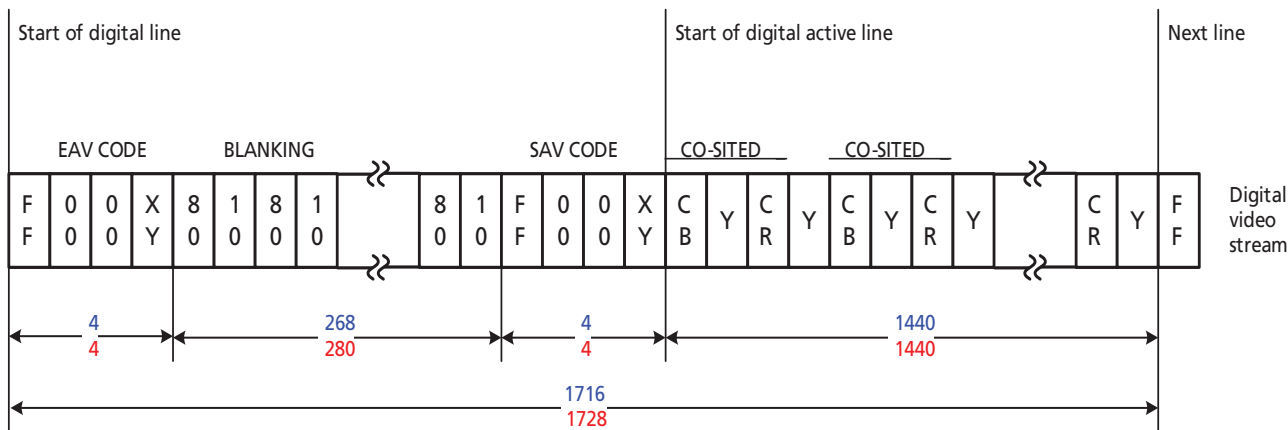 Start of digital line Start of digital active line Next line
EAV CODE BLANKING SAV CODE CO-SITED CO-SITED
F 0 0 X 8 1 8 1 8 1 F 0 0 X C Y C Y C Y C Y C Y F
F 0 0 Y 0 0 0 0 0 0 F 0 0 Y B R B R R F
Digital
video
stream
4 268 4 1440
4 280 4 1440
1716
1728